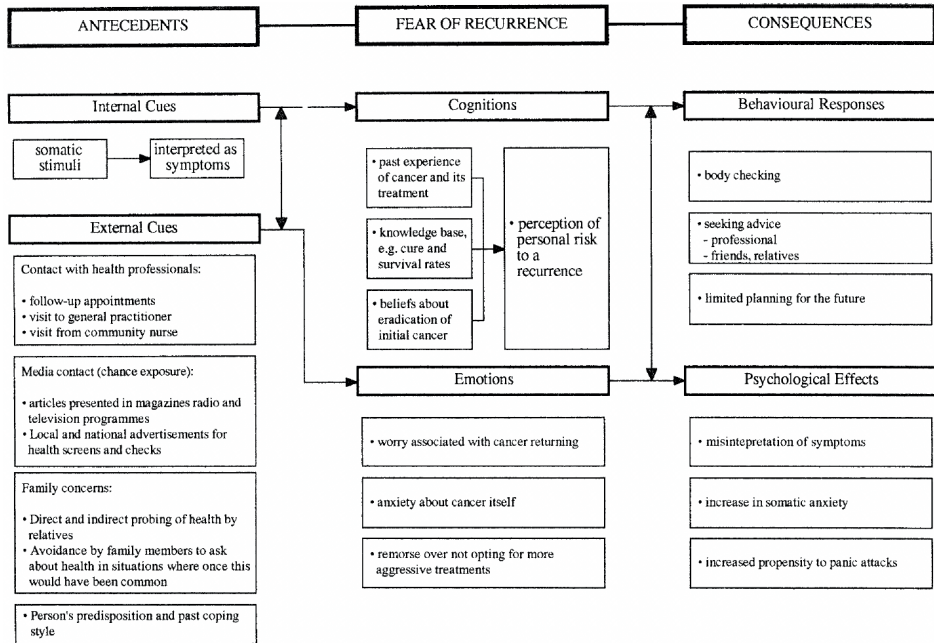 ANTECEDENTS
FEAR OF RECURRENCE
CONSEQUENCES
Internal Cues
somatic
stimuli
interpreted as
symptoms
External Cues
Contact with health professionals:
• follow-up appointments
• visit to general practitioner
• visit from community nurse
Media contact (chance exposure):
• articles presented in magazines radio and
television programmes
• Local and national advertisements for
health screens and checks
Family concerns:
• Direct and indirect probing of health by
relatives
• Avoidance by family members to ask
about health in situations where once this
would have been common
• Person's predisposition and past coping
style
Cognitions
• past experience
of cancer and its
treatment
• knowledge base,
e.g. cure and
survival rates
• beliefs about
eradication of
initial cancer
• perception of
personal risk
to a
recurrence
Emotions
• worry associated with cancer returning
• anxiety about cancer itself
• remorse over not opting for more
aggressive treatments
Behavioural Responses
• body checking
• seeking advice
- professional
- friends, relatives
• limited planning for the future
Psychological Effects
• misintepretation of symptoms
• increase in somatic anxiety
• increased propensity to panic attacks